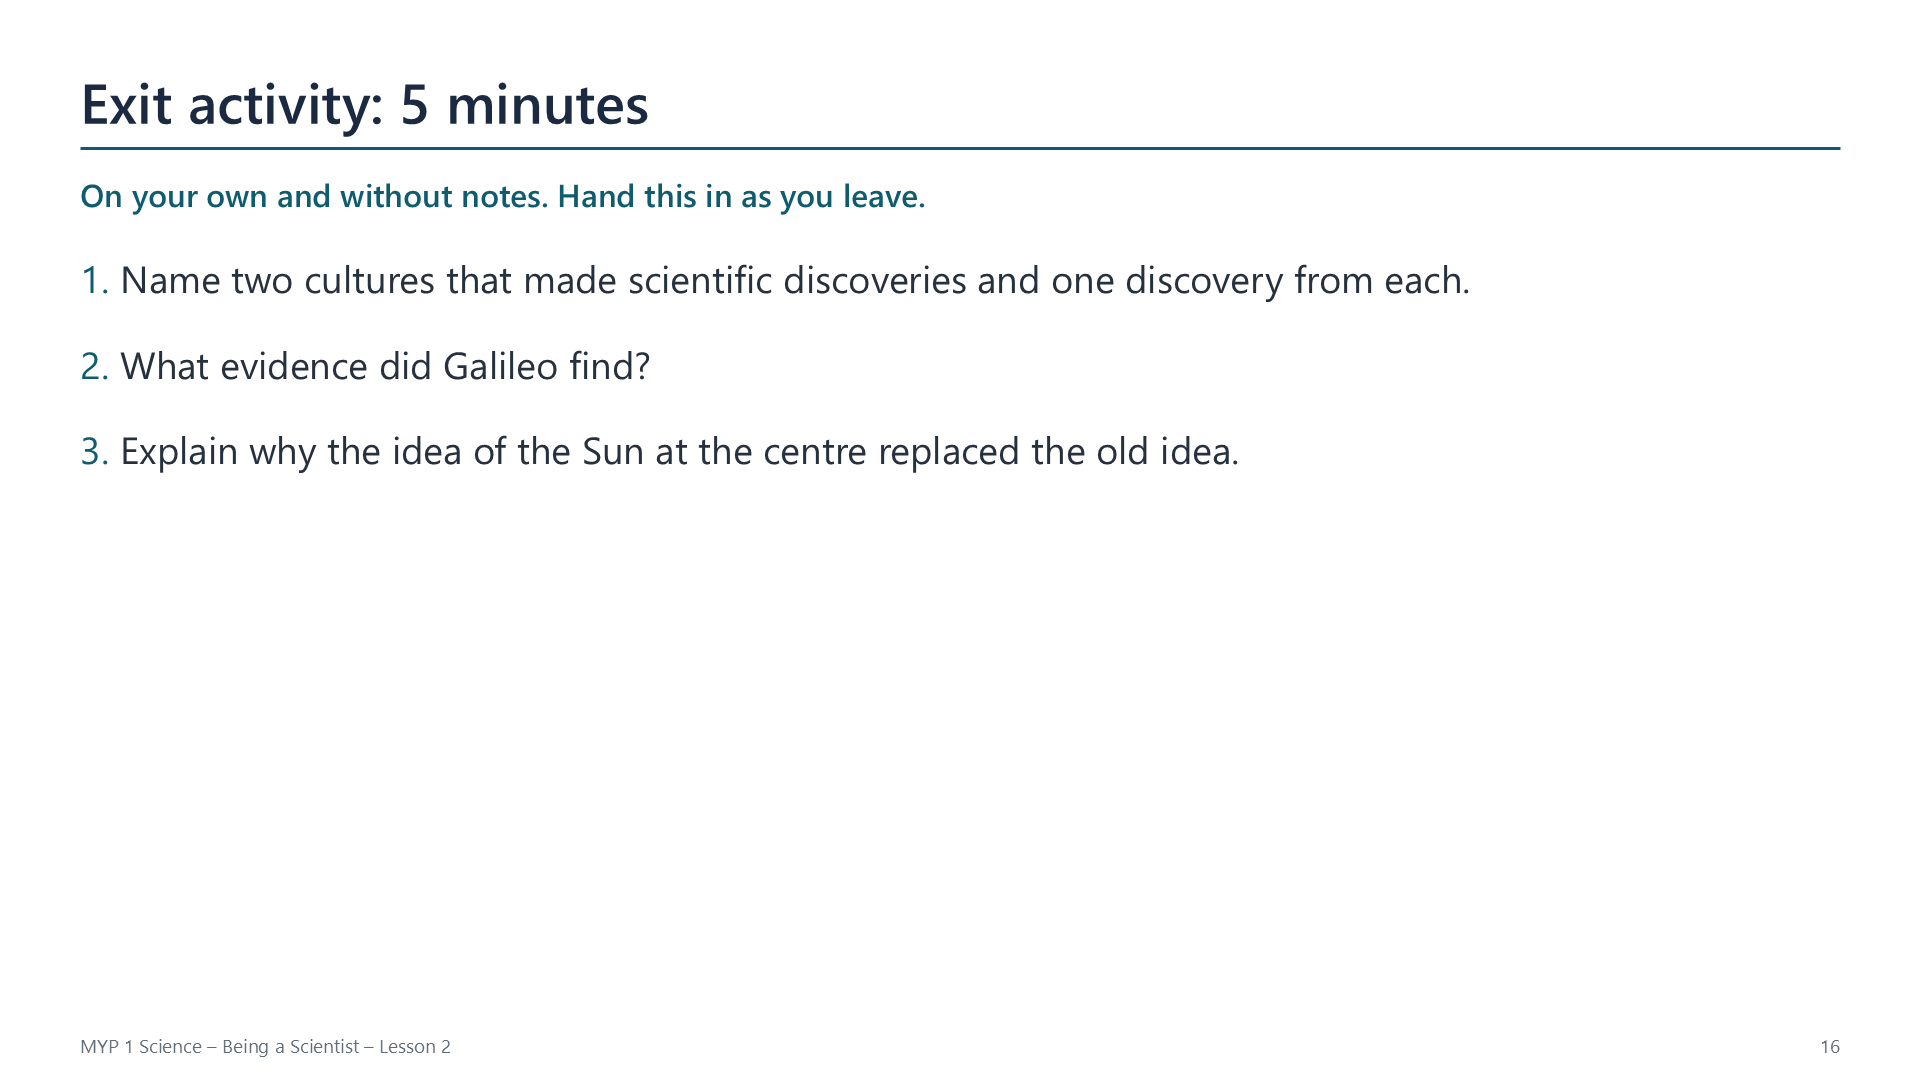 Exit activity: 5 minutes
On your own and without notes. Hand this in as you leave.
1. Name two cultures that made scientific discoveries and one discovery from each.
2. What evidence did Galileo find?
3. Explain why the idea of the Sun at the centre replaced the old idea.
MYP 1 Science – Being a Scientist – Lesson 2
16